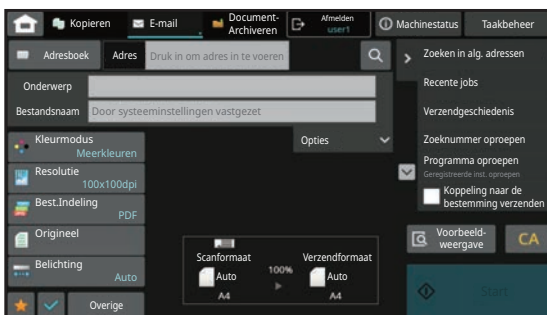 Kopieren
E-mail
Document-
Archiveren
Afmelden
user1
Machinestatus
Taakbeheer
Adresboek
Adres
Druk in om adres in te voeren
Onderwerp
Bestandsnaam
Door systeeminstellingen vastgezet
Kleurmodus
Meerkleuren
Resolutie
100x100dpi
Best.Indeling
PDF
Origineel
Belichting
Auto
Overige
Opties
Scanformaat
Auto
A4
100%
Verzendformaat
Auto
A4
Zoeken in alg. adressen
Recente jobs
Verzendgeschiedenis
Zoeknummer oproepen
Programma oproepen
Geregistreerde inst. oproepen
Koppeling naar de
bestemming verzenden
Voorbeeld-
weergave
CA
Start